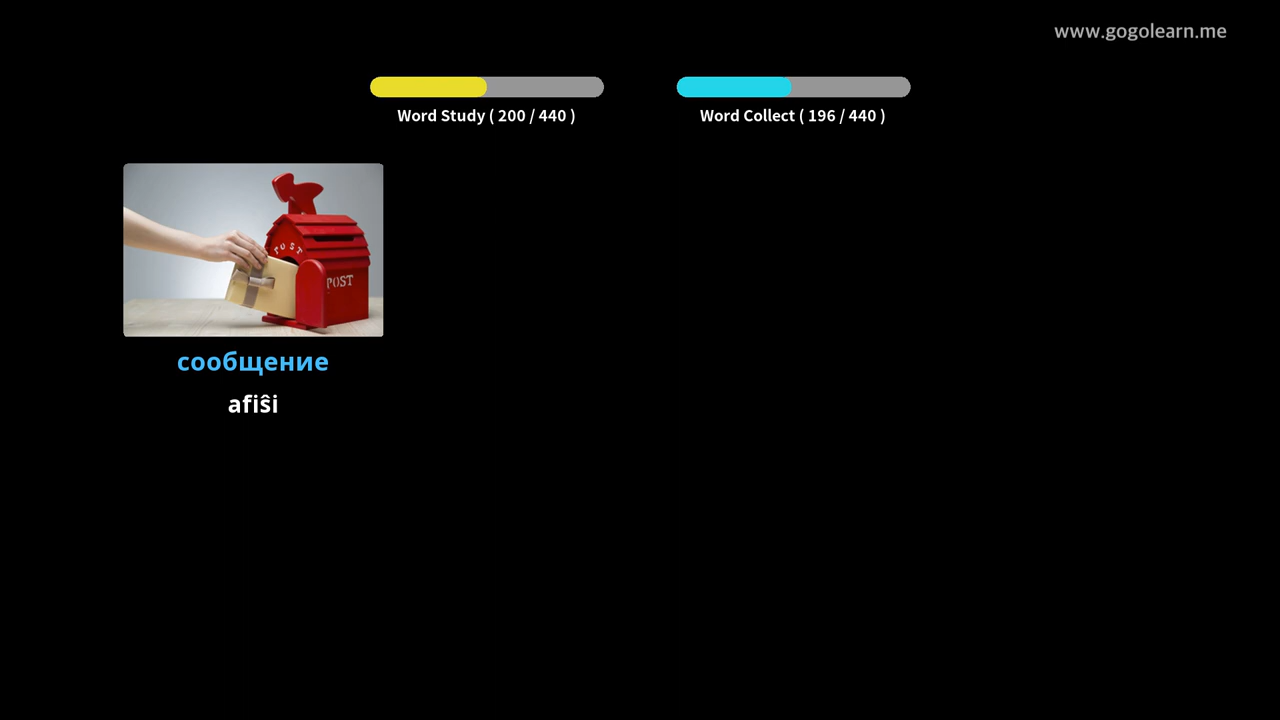 www.gogolearn.me
Word Study ( 200 / 440 )
Word Collect ( 196 / 440 )
POST
POST
сообщение
afiŝi